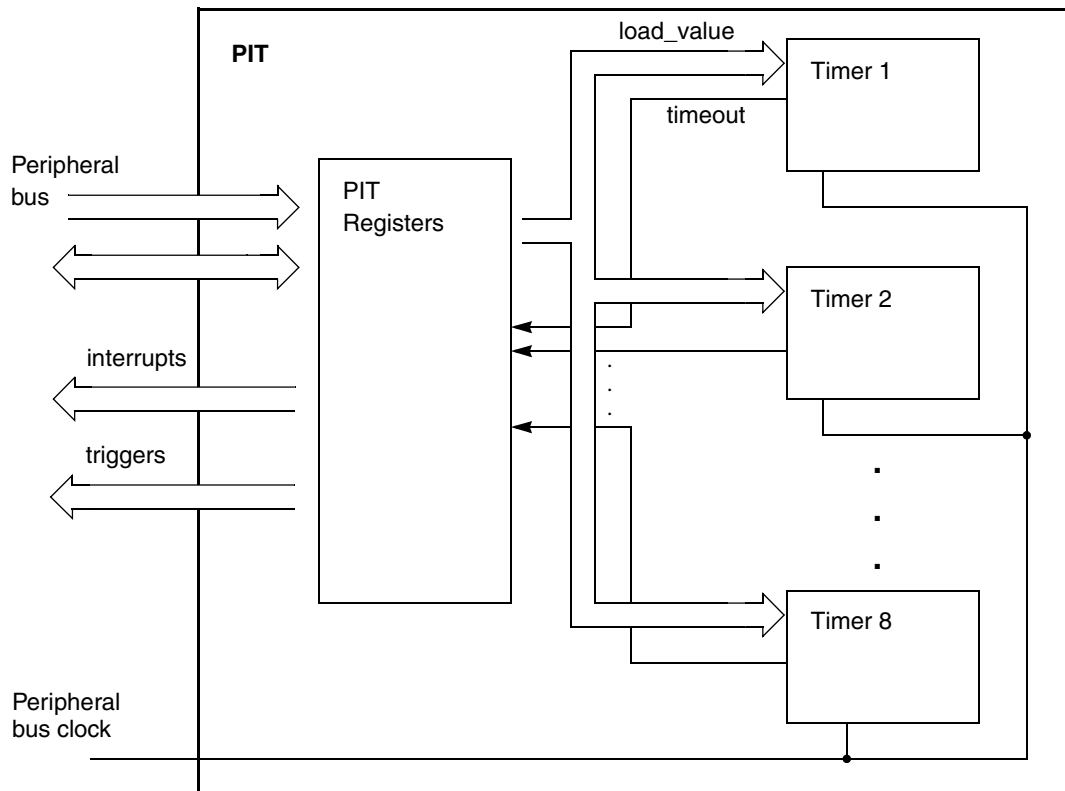 PIT
load_value
Timer 1
timeout
Peripheral
bus
PIT
Registers
Timer 2
interrupts
triggers
Timer 8
Peripheral
bus clock